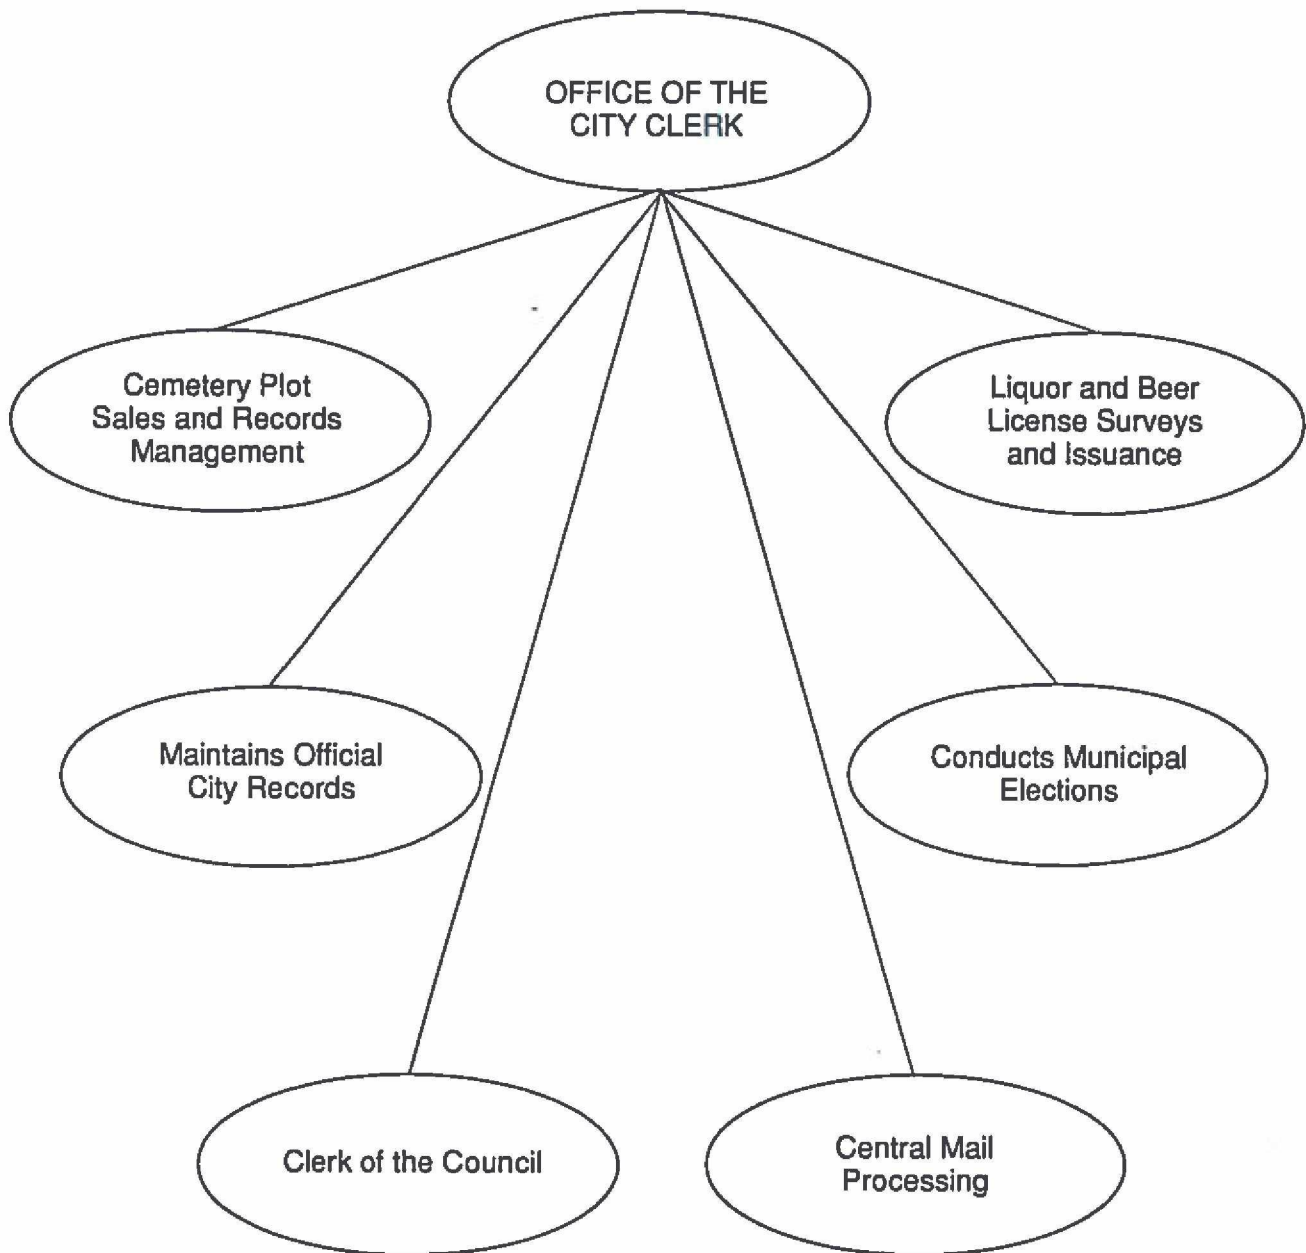 OFFICE OF THE
CITY CLERK
Cemetery Plot
Sales and Records
Management
Liquor and Beer
License Surveys
and Issuance
Maintains Official
City Records
Conducts Municipal
Elections
Clerk of the Council
Central Mail
Processing